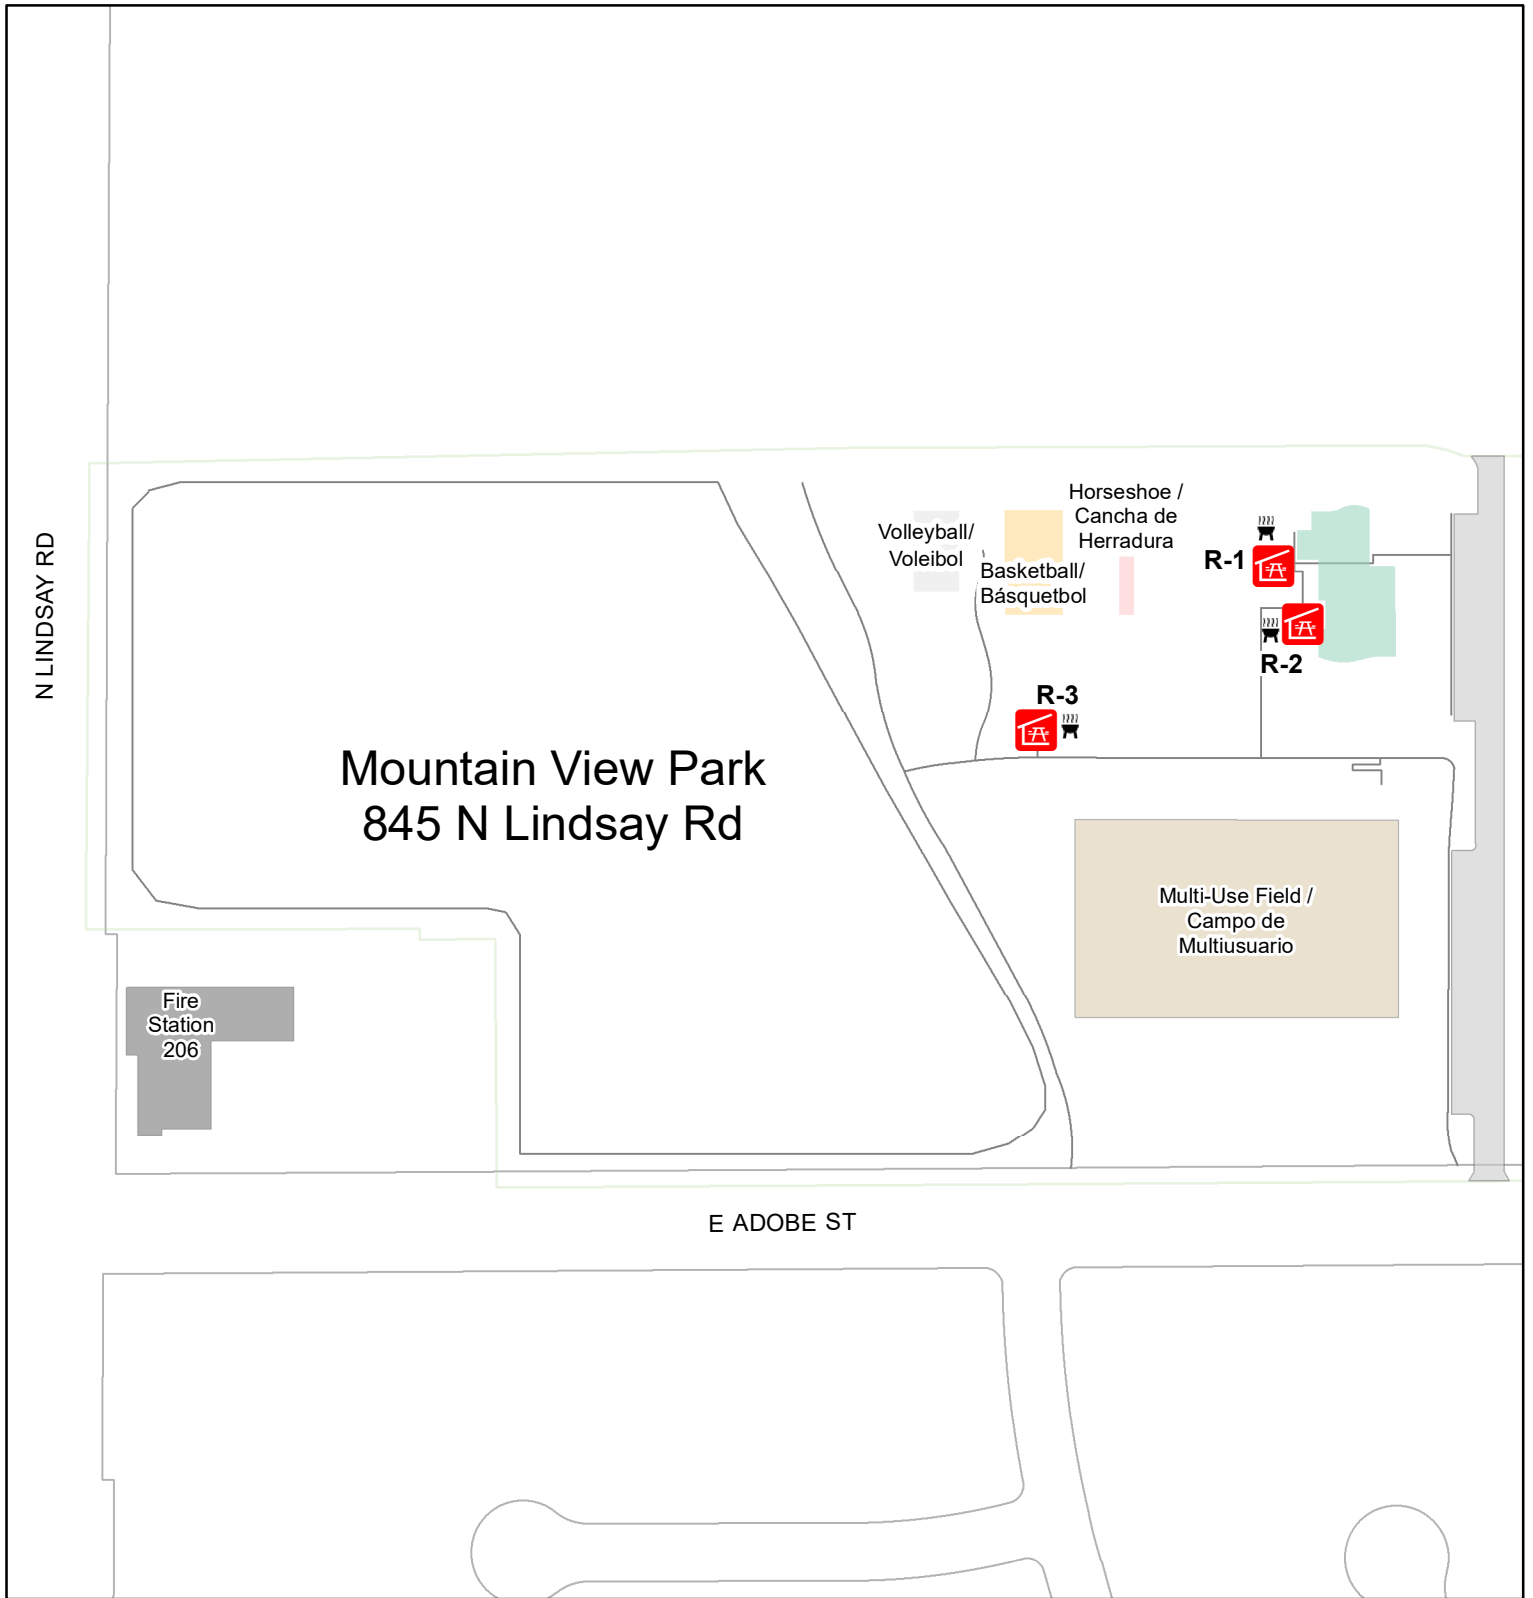 Horseshoe /
Cancha de
Herradura
Volleyball/
Voleibol
Basketball/
Básquetbol
R-1
R-2
R-3
N LINDSAY RD
Mountain View Park
845 N Lindsay Rd
Multi-Use Field /
Campo de
Multiusuario
Fire
Station
206
E ADOBE ST